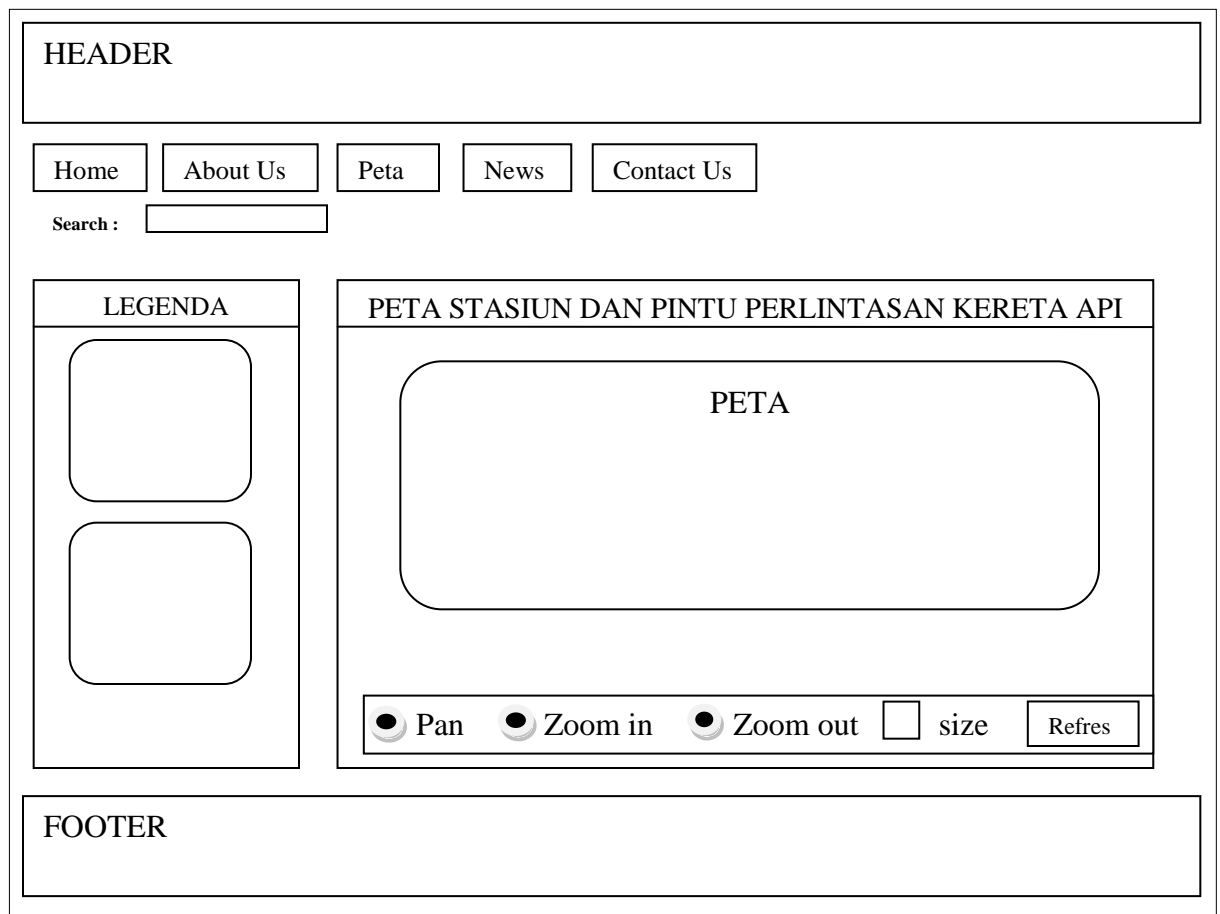 HEADER
Home About Us Peta News Contact Us
Search :
LEGENDA
PETA STASIUN DAN PINTU PERLINTASAN KERETA API
PETA
Pan Zoom in Zoom out size Refres
FOOTER